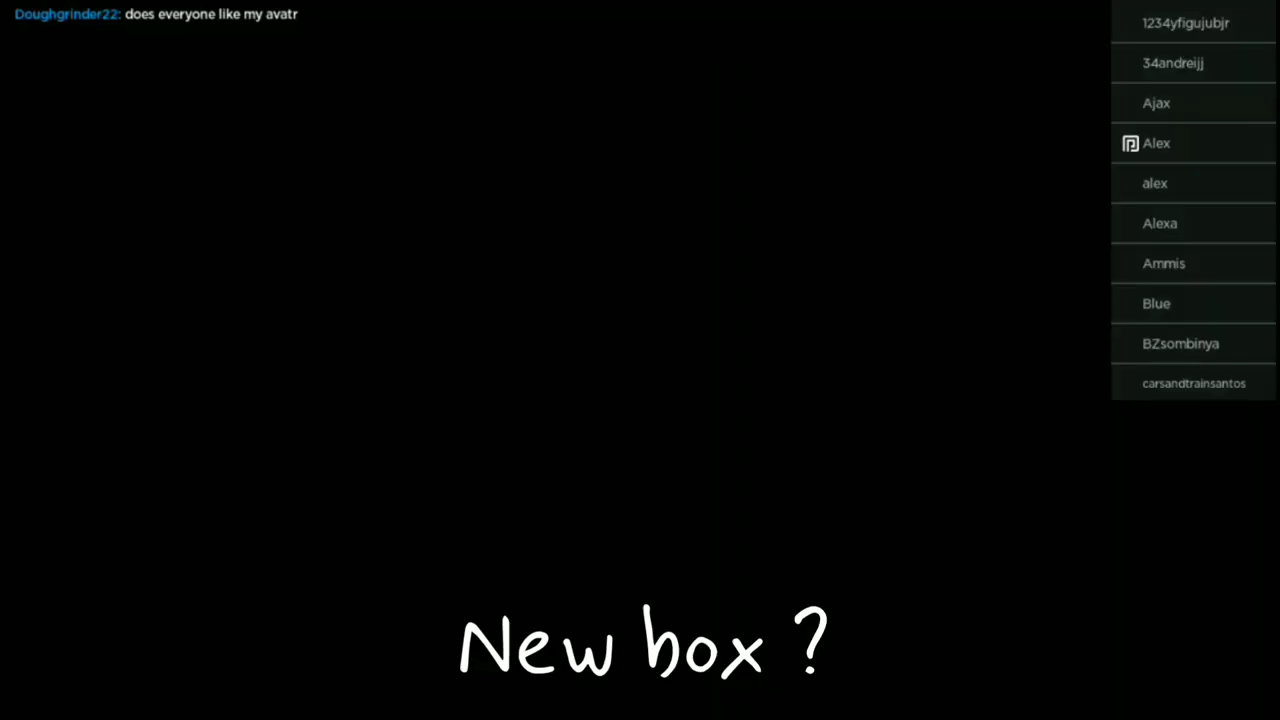 Doughgrinder22: does everyone like my avatr
1234yfigujubjr
34andreijj
Ajax
Alex
alex
Alexa
Ammis
Blue
BZsombinya
carsandtrainsantos
New box ?